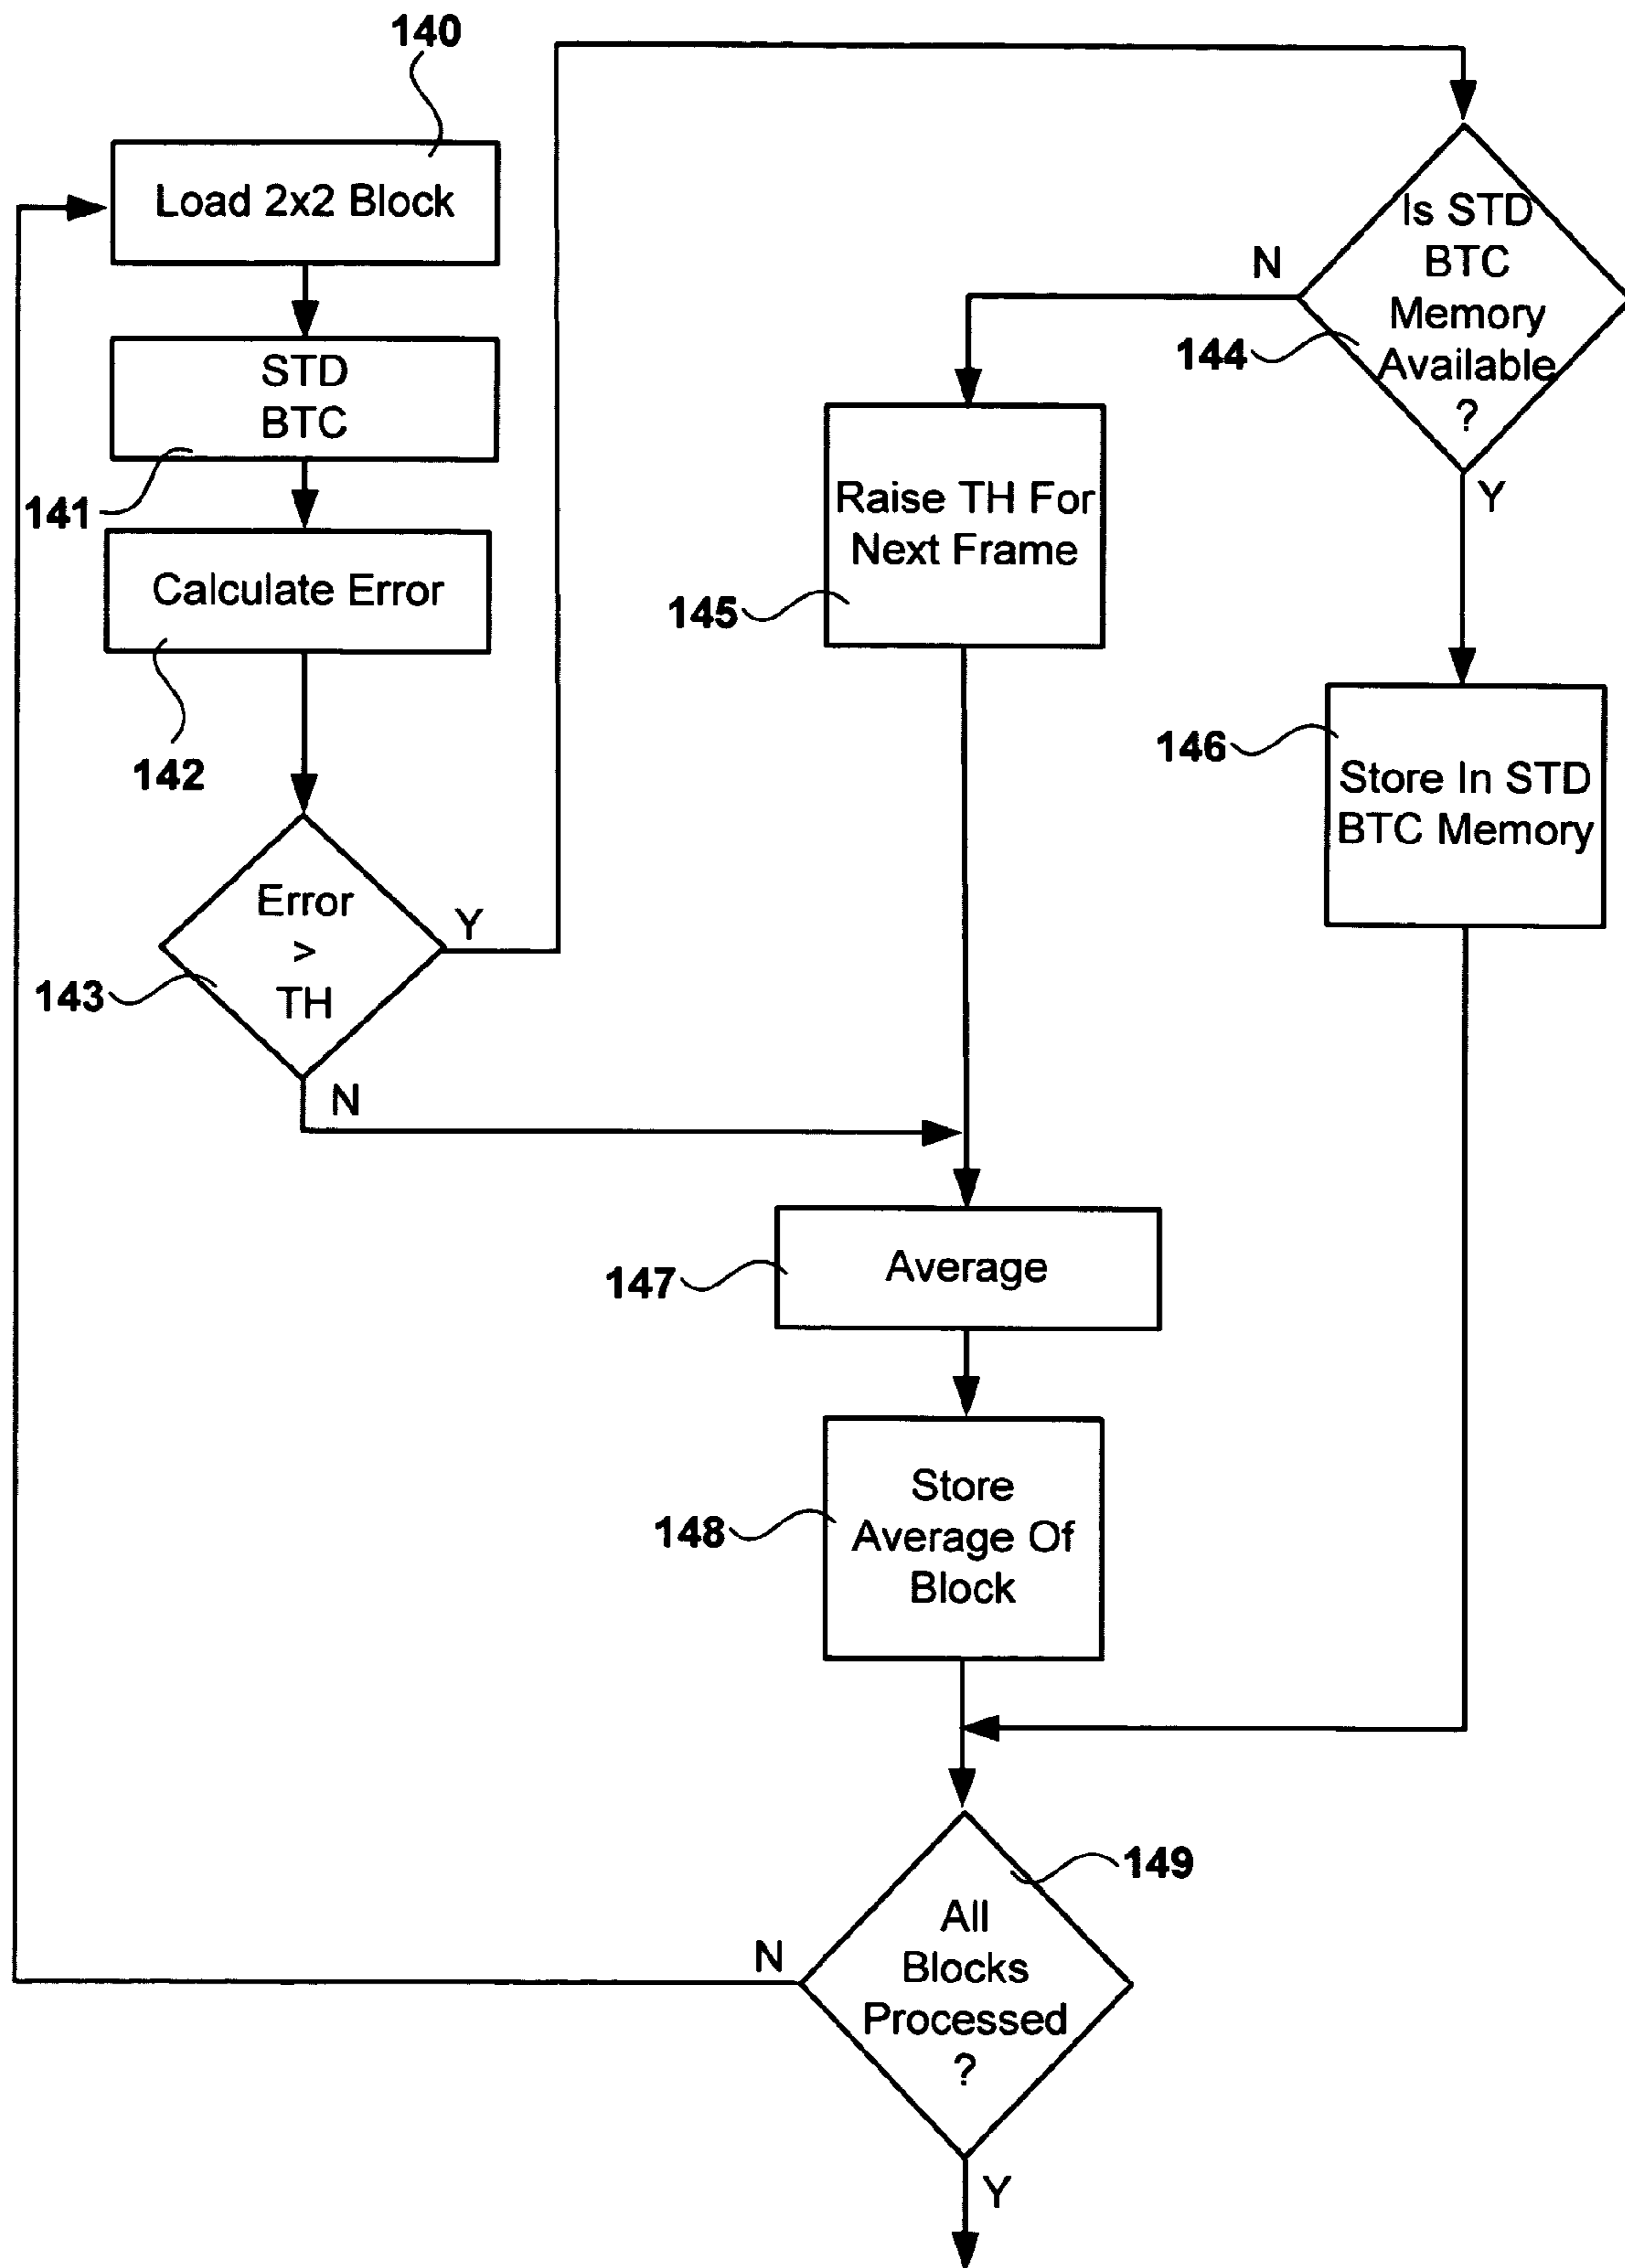 140
Load 2x2 Block
STD
BTC
141
Calculate Error
142
Error
>
TH
143
Y
N
Is STD
BTC
Memory
Available
?
144
N
Y
Raise TH For
Next Frame
145
146
Store In STD
BTC Memory
Average
147
Store
Average Of
Block
148
149
All
Blocks
Processed
?
N
Y